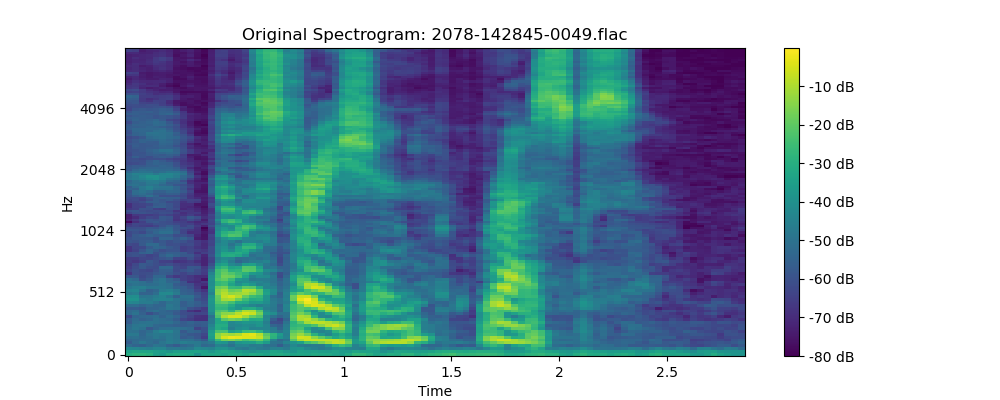 Original Spectrogram: 2078-142845-0049.flac
Hz
4096
2048
1024
512
0
0 0.5 1 1.5 2 2.5
Time
-10 dB
-20 dB
-30 dB
-40 dB
-50 dB
-60 dB
-70 dB
-80 dB